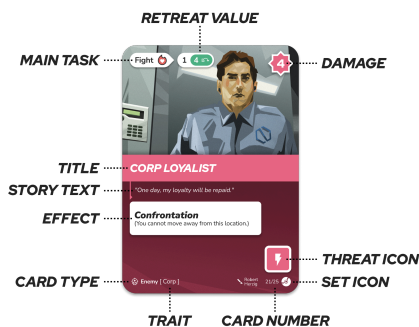 RETREAT VALUE
MAIN TASK
Fight
1 4
4
DAMAGE
TITLE
CORP LOYALIST
STORY TEXT
"One day, my loyalty will be repaid."
EFFECT
Confrontation
(You cannot move away from this location.)
THREAT ICON
CARD TYPE
Enemy [ Corp ]
Robert
Hertig
21/25
SET ICON
TRAIT
CARD NUMBER